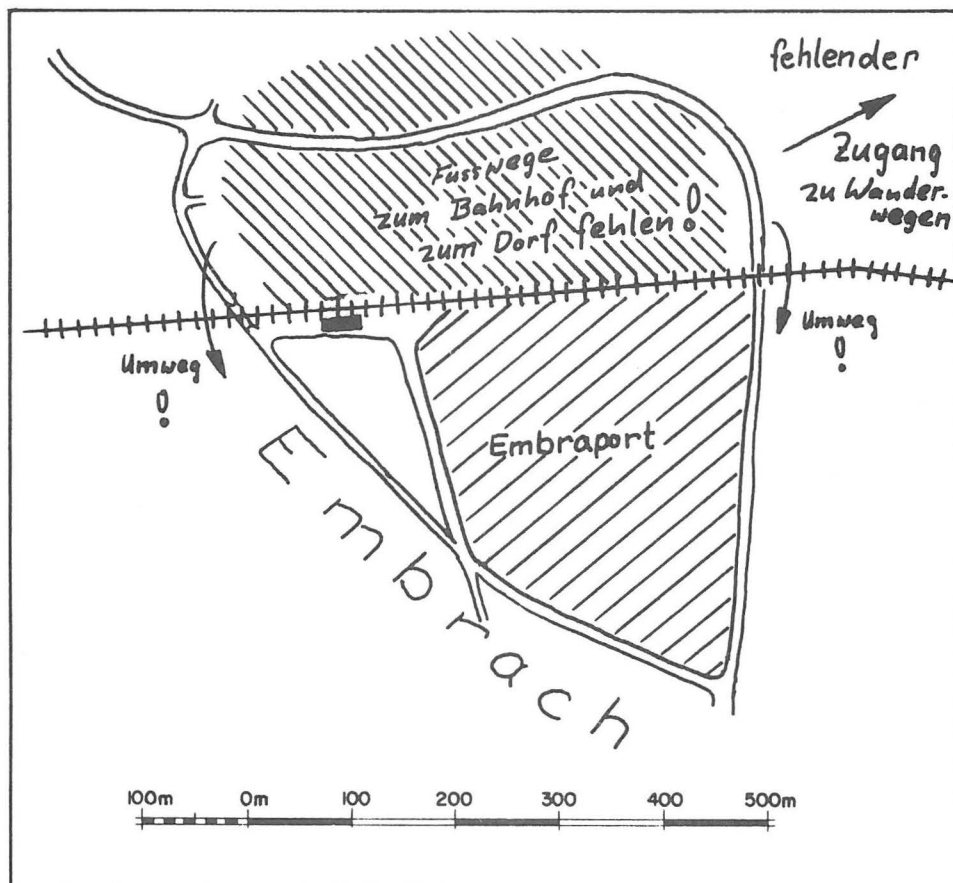 fehlender
Zugang
zu Wander-
wegen
Fusswege
zum Bahnhof und
zum Dorf fehlen!
Umweg
!
Umweg
!
Embraport
Embrach
100m 0m 100 200 300 400 500m